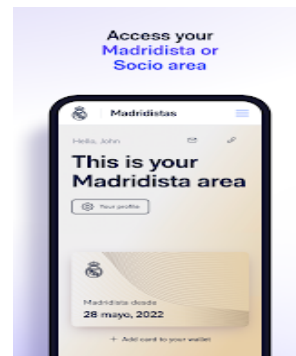 Access your
Madridista or
Socio area
Madridistas
Hello, John
This is your
Madridista area
Your profile
Madridista desde
28 mayo, 2022
+ Add card to your wallet